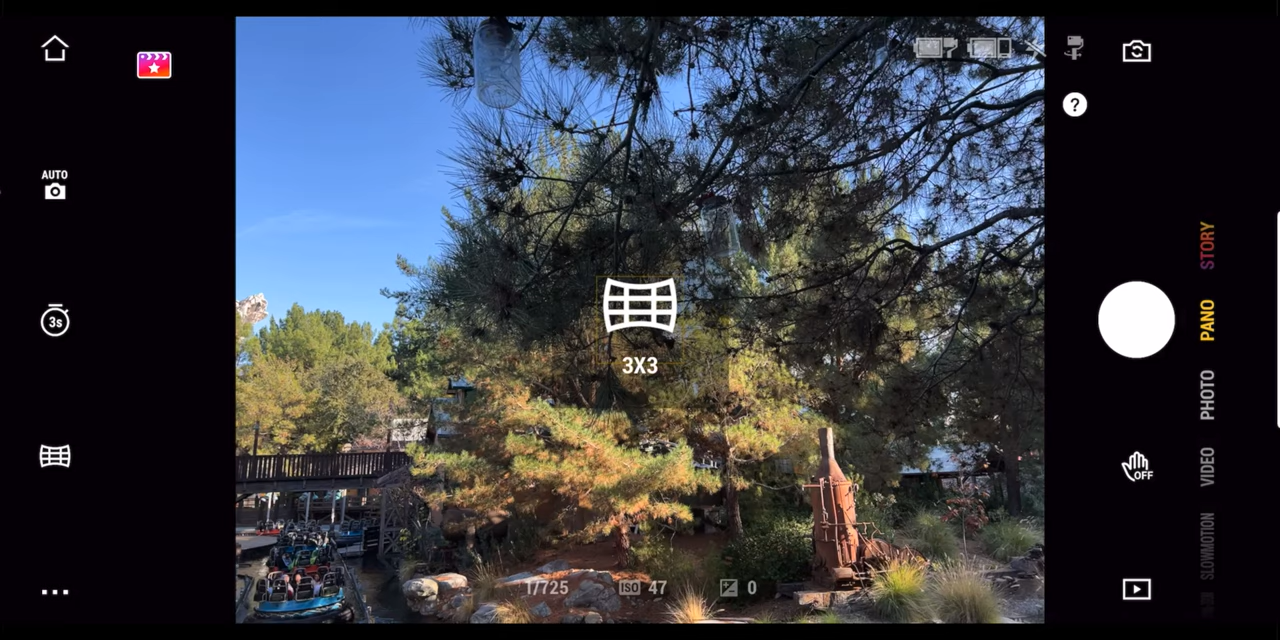 AUTO
3s
3X3
1/725
ISO 47
0
?
OFF
STORY
PANO
PHOTO
VIDEO
SLOWMOTION